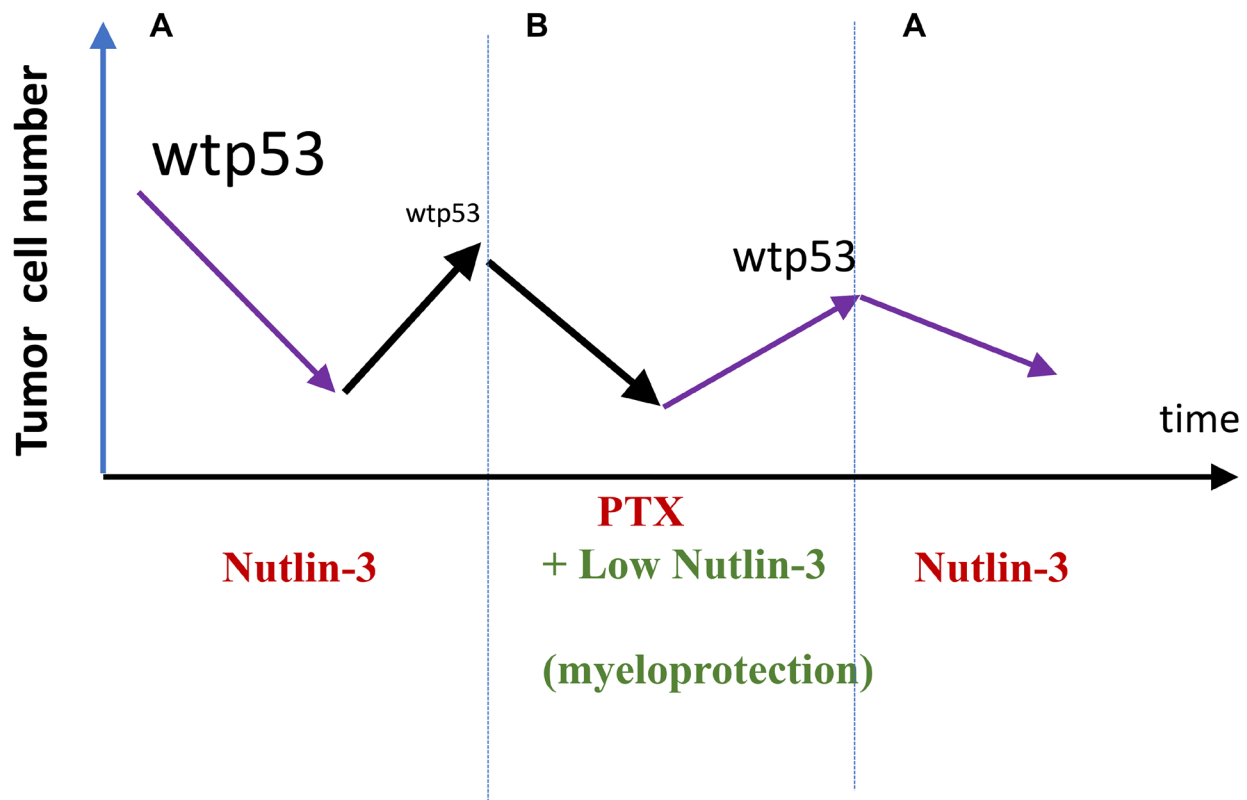 A
B
A
Tumor cell number
wtp53
wtp53
wtp53
time
PTX
Nutlin-3
+ Low Nutlin-3
Nutlin-3
(myeloprotection)